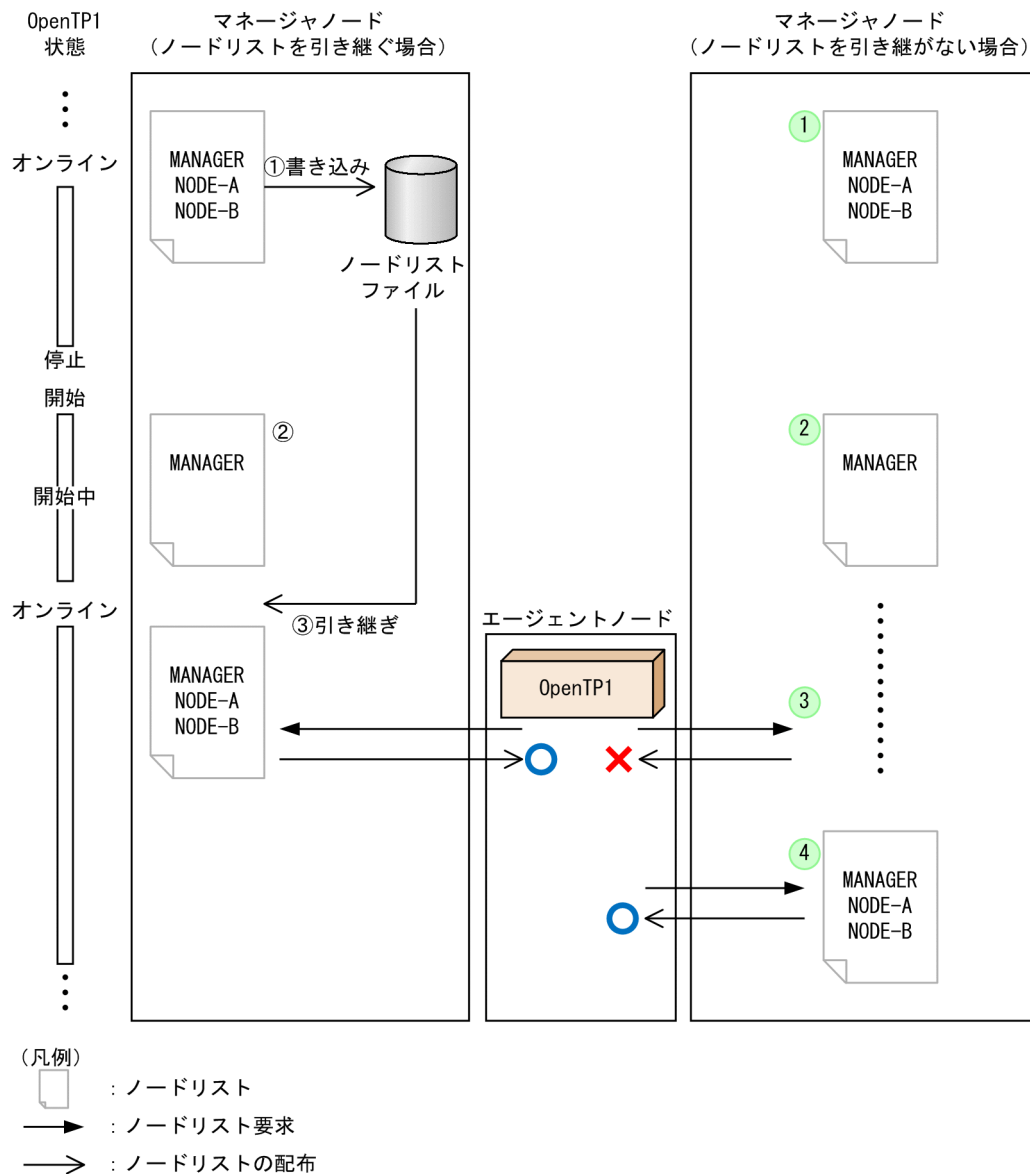 OpenTP1
状態
マネージャノード
(ノードリストを引き継ぐ場合)
マネージャノード
(ノードリストを引き継がない場合)
オンライン
MANAGER
NODE-A
NODE-B
①書き込み
ノードリスト
ファイル
1
MANAGER
NODE-A
NODE-B
停止
開始
開始中
MANAGER
②
2
MANAGER
オンライン
③引き継ぎ
MANAGER
NODE-A
NODE-B
エージェントノード
OpenTP1
3
4
MANAGER
NODE-A
NODE-B
(凡例)
: ノードリスト
: ノードリスト要求
: ノードリストの配布